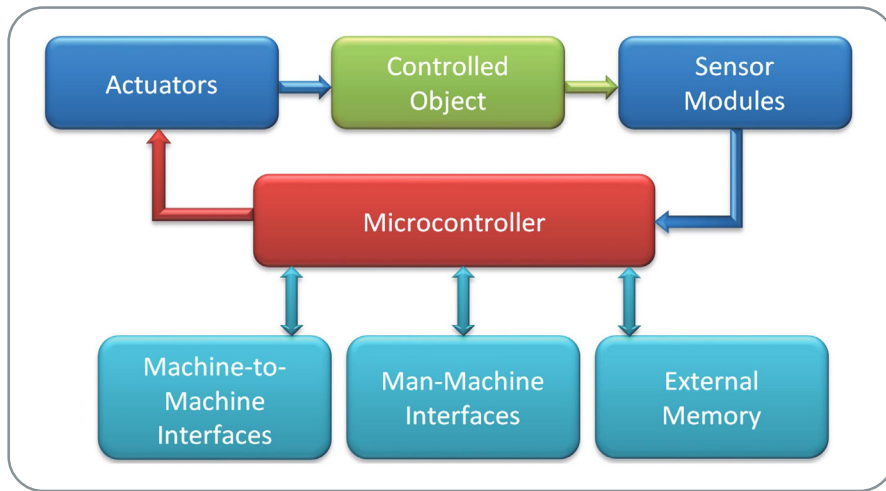 Actuators
Controlled
Object
Sensor
Modules
Microcontroller
Machine-to-
Machine
Interfaces
Man-Machine
Interfaces
External
Memory